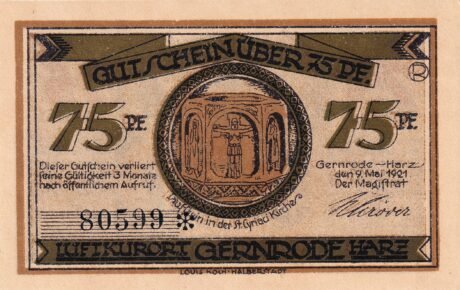 GUTSCHEIN ÜBER 75 PF.
75 PF.
75 PF.
Dieser Gutschein verliert
seine Gültigkeit 3 Monate
nach öffentlichem Aufruf.
Gernrode-Harz
den 9. Mai 1921
Der Magistrat
R
Taufstein in der St. Cyriaci Kirche
80599
LUFTKURORT GERNRODE HARZ
LOUIS KOCH·HALBERSTADT